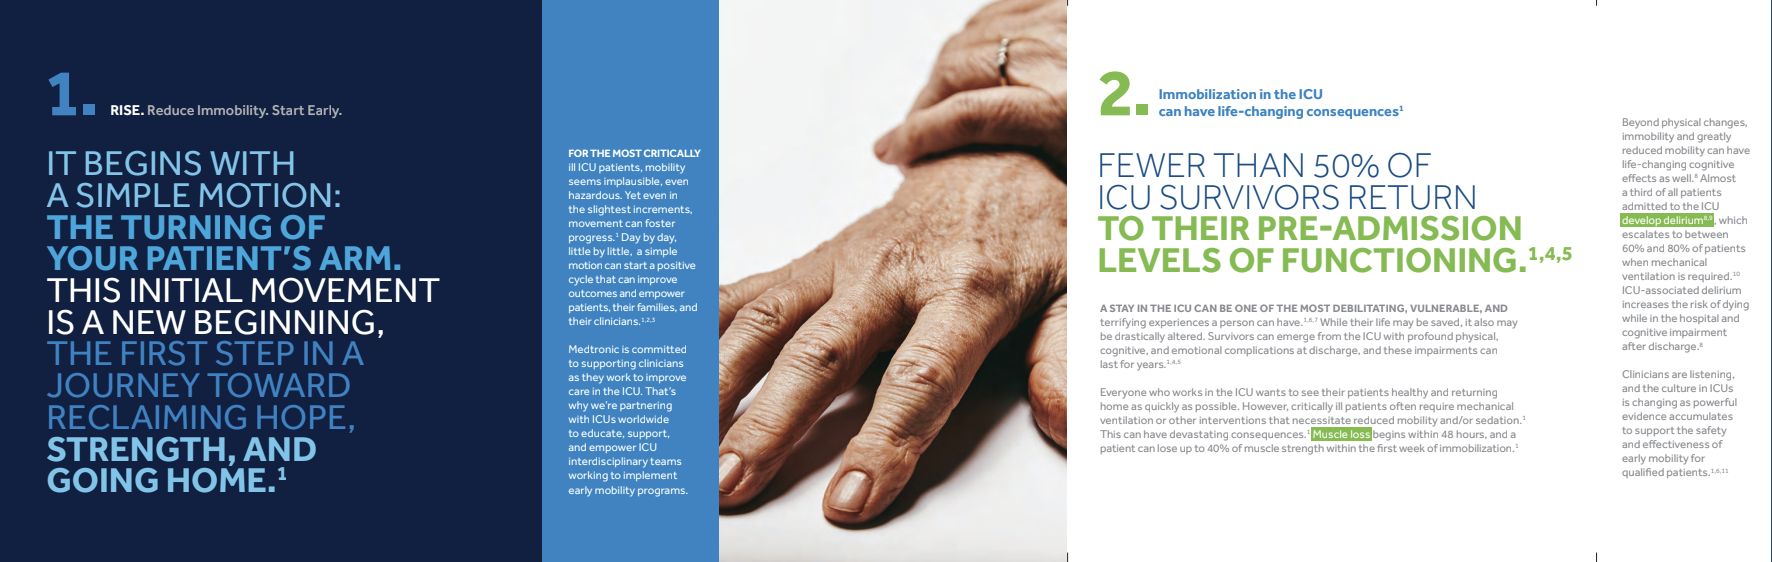 1.
RISE. Reduce Immobility. Start Early.
IT BEGINS WITH
A SIMPLE MOTION:
THE TURNING OF
YOUR PATIENT'S ARM.
THIS INITIAL MOVEMENT
IS A NEW BEGINNING,
THE FIRST STEP IN A
JOURNEY TOWARD
RECLAIMING HOPE,
STRENGTH, AND
GOING HOME.¹
FOR THE MOST CRITICALLY
ill ICU patients, mobility
seems implausible, even
hazardous. Yet even in
the slightest increments,
movement can foster
progress.¹ Day by day,
little by little, a simple
motion can start a positive
cycle that can improve
outcomes and empower
patients, their families, and
their clinicians.¹,²,³
Medtronic is committed
to supporting clinicians
as they work to improve
care in the ICU. That's
why we're partnering
with ICUs worldwide
to educate, support,
and empower ICU
interdisciplinary teams
working to implement
early mobility programs.
2.
Immobilization in the ICU
can have life-changing consequences¹
FEWER THAN 50% OF
ICU SURVIVORS RETURN
TO THEIR PRE-ADMISSION
LEVELS OF FUNCTIONING.¹,⁴,⁵
A STAY IN THE ICU CAN BE ONE OF THE MOST DEBILITATING, VULNERABLE, AND
terrifying experiences a person can have.¹,⁶,⁷ While their life may be saved, it also may
be drastically altered. Survivors can emerge from the ICU with profound physical,
cognitive, and emotional complications at discharge, and these impairments can
last for years.¹,⁴,⁵
Everyone who works in the ICU wants to see their patients healthy and returning
home as quickly as possible. However, critically ill patients often require mechanical
ventilation or other interventions that necessitate reduced mobility and/or sedation.¹
This can have devastating consequences.¹ Muscle loss begins within 48 hours, and a
patient can lose up to 40% of muscle strength within the first week of immobilization.¹
Beyond physical changes,
immobility and greatly
reduced mobility can have
life-changing cognitive
effects as well.⁸ Almost
a third of all patients
admitted to the ICU
develop delirium⁸,⁹, which
escalates to between
60% and 80% of patients
when mechanical
ventilation is required.¹⁰
ICU-associated delirium
increases the risk of dying
while in the hospital and
cognitive impairment
after discharge.⁸
Clinicians are listening,
and the culture in ICUs
is changing as powerful
evidence accumulates
to support the safety
and effectiveness of
early mobility for
qualified patients.¹,⁶,¹¹